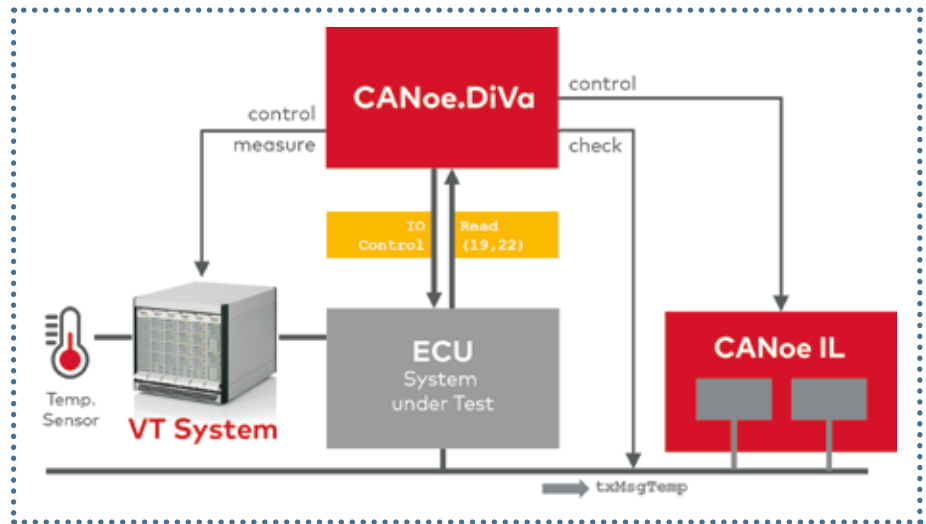 CANoe.DiVa
control
measure
control
check
IO
Control
Read
(19,22)
Temp.
Sensor
VT System
ECU
System
under Test
CANoe IL
txMsgTemp